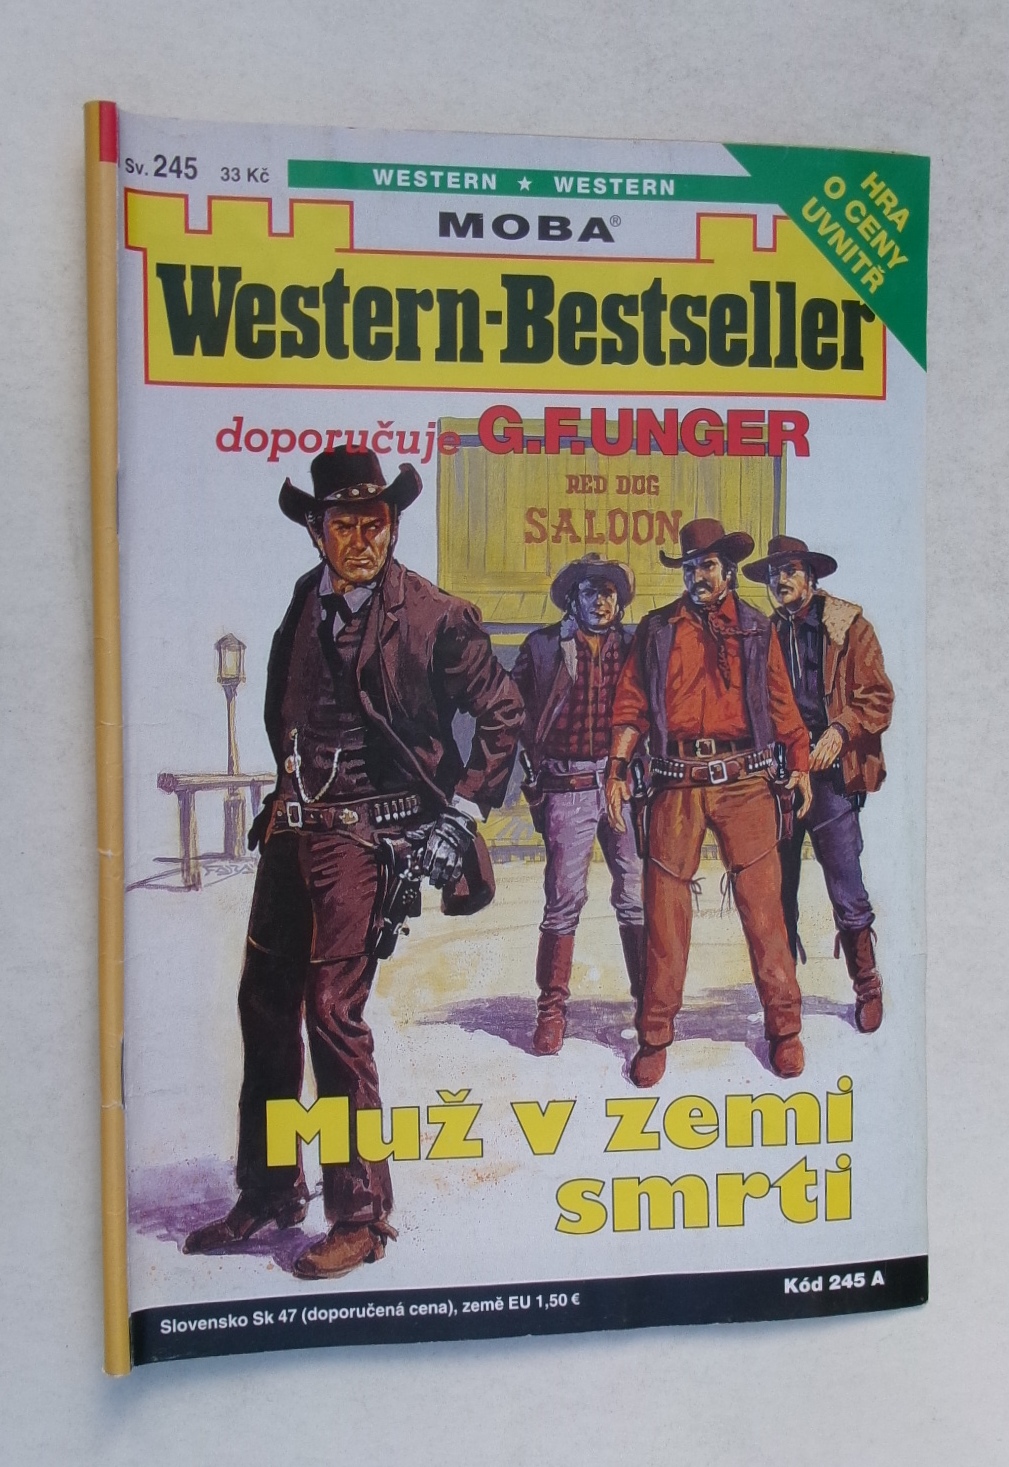 Sv. 245 33 Kč
WESTERN ★ WESTERN
HRA
O CENY
UVNITŘ
MOBA®
Western-Bestseller
doporučuje G.F. UNGER
RED DOG
SALOON
Muž v zemi
smrti
Kód 245 A
Slovensko Sk 47 (doporučená cena), země EU 1,50 €